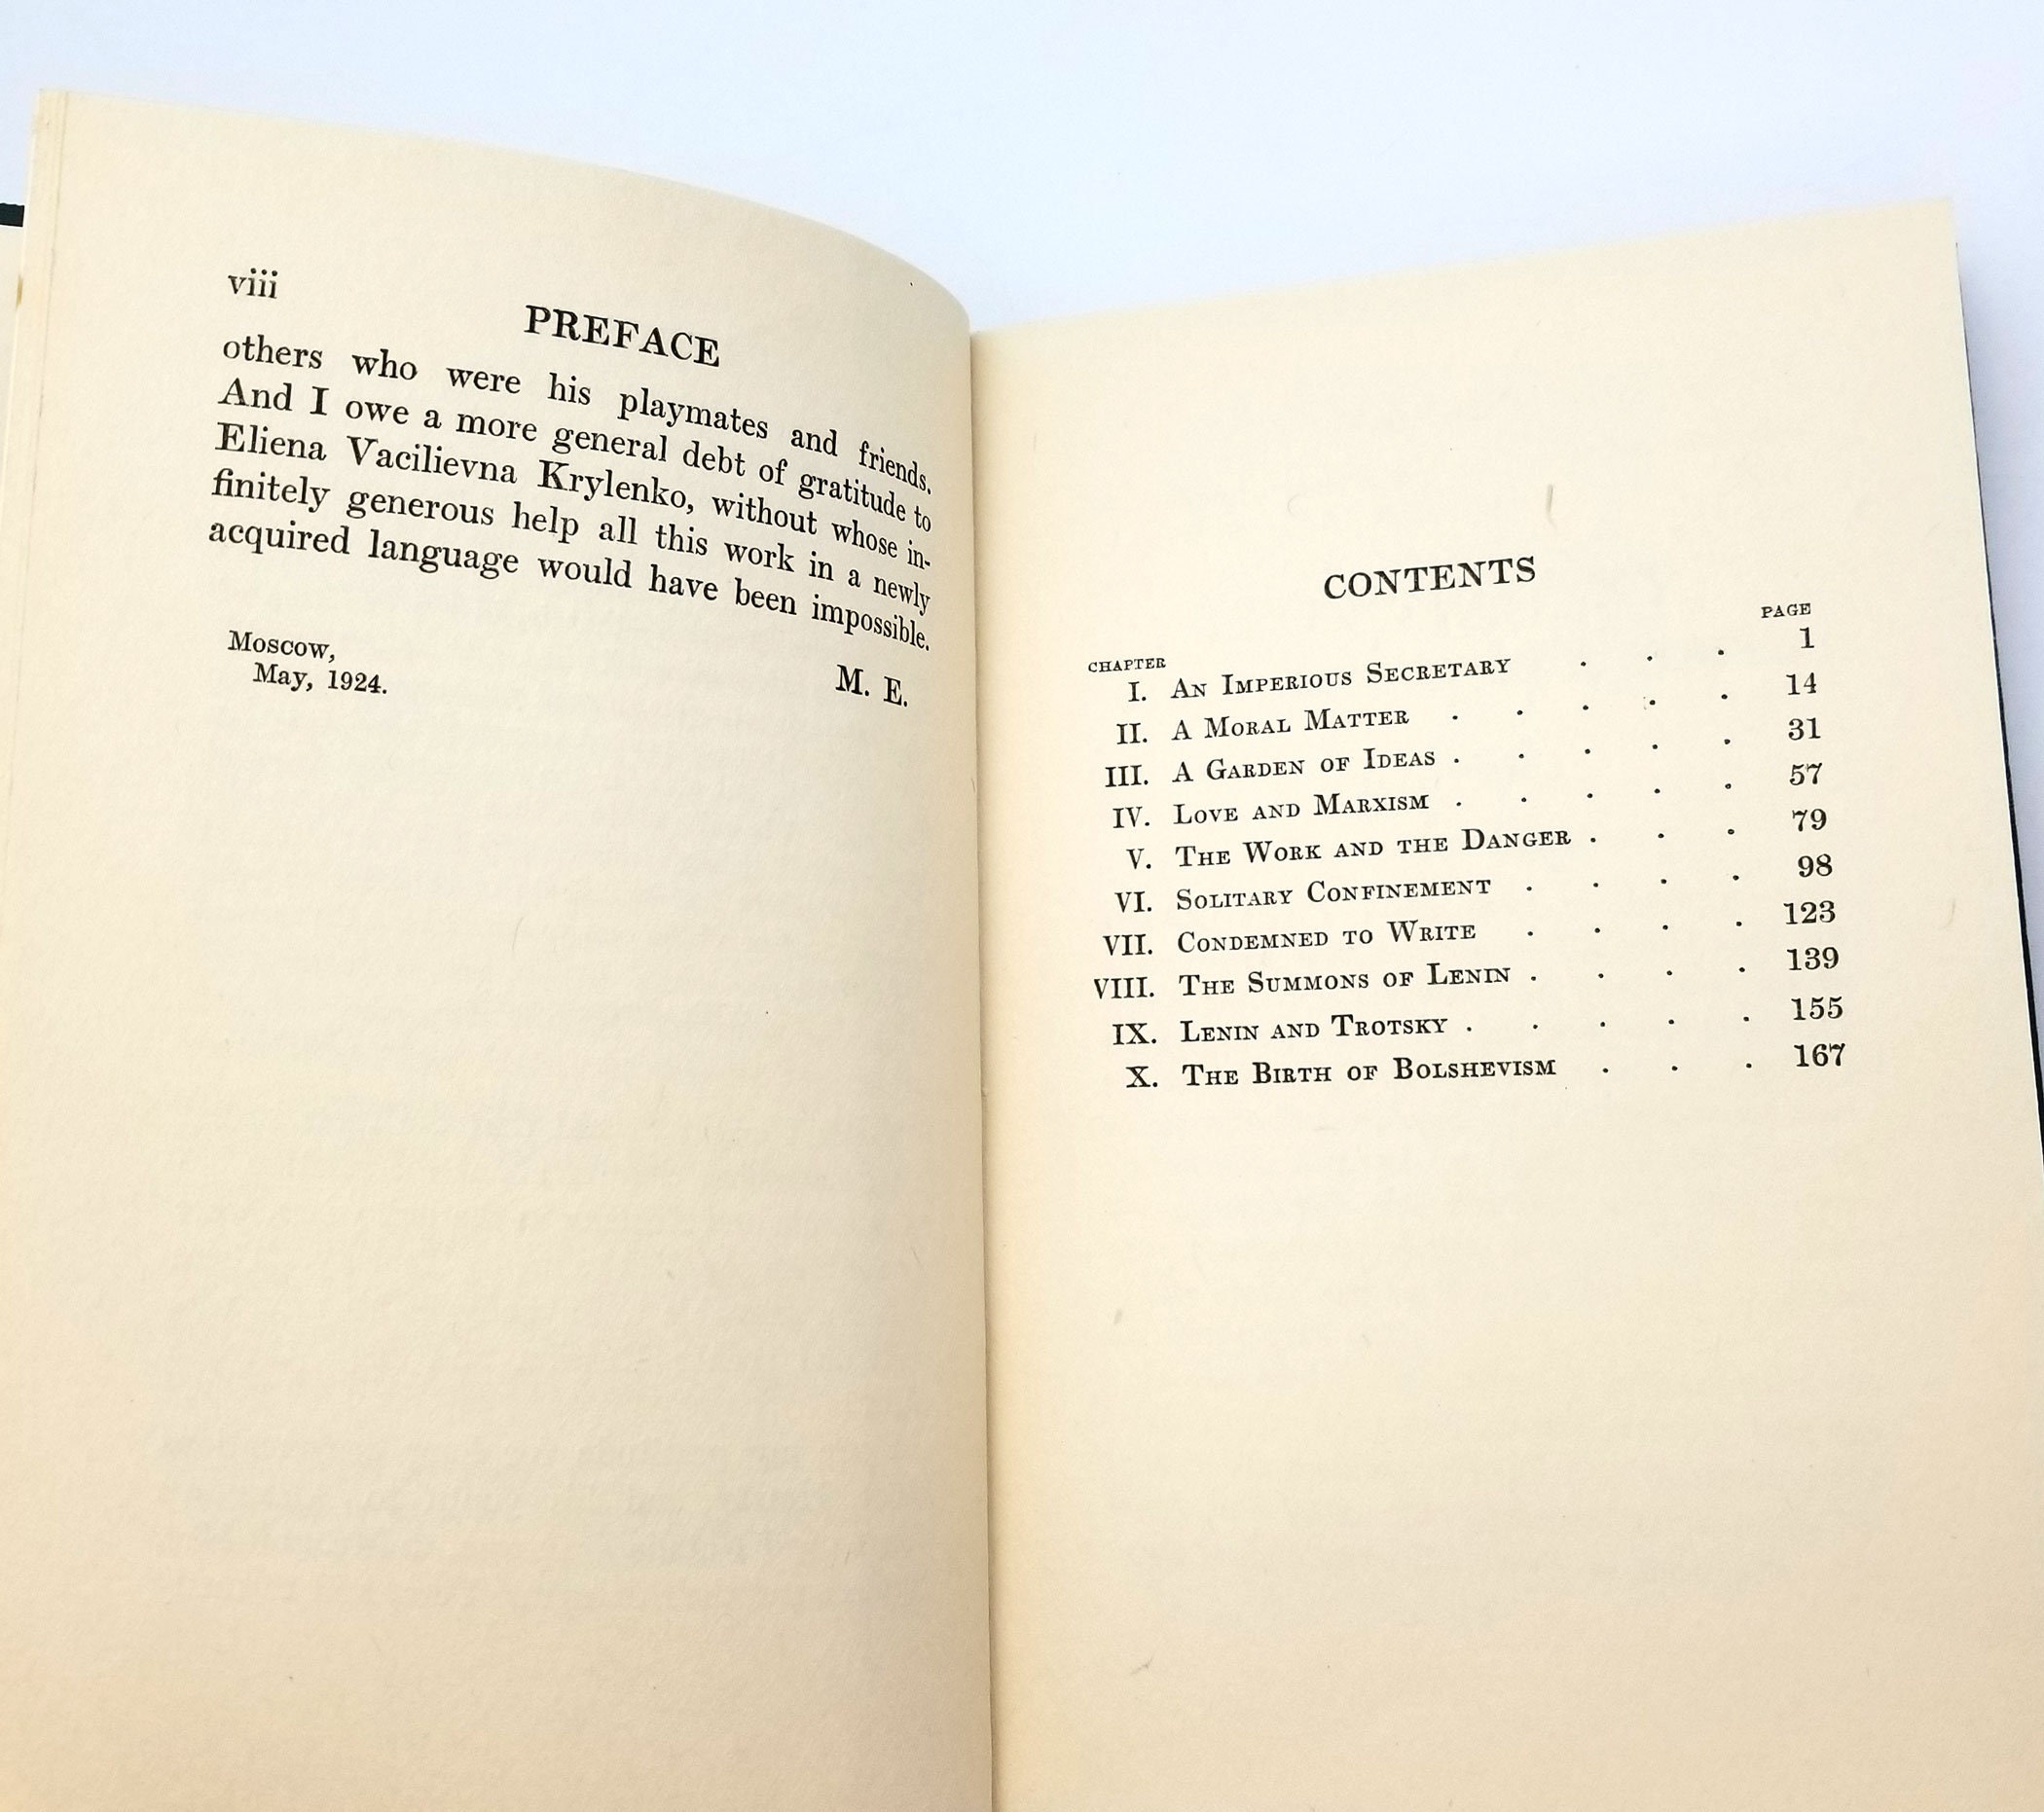 viii
PREFACE
others who were his playmates and friends.
And I owe a more general debt of gratitude to
Eliena Vacilievna Krylenko, without whose in-
finitely generous help all this work in a newly
acquired language would have been impossible.
M. E.
Moscow,
May, 1924.
CONTENTS
CHAPTER PAGE
I. An Imperious Secretary . . . 1
II. A Moral Matter . . . . . 14
III. A Garden of Ideas . . . . . 31
IV. Love and Marxism . . . . . 57
V. The Work and the Danger . . . 79
VI. Solitary Confinement . . . . 98
VII. Condemned to Write . . . . 123
VIII. The Summons of Lenin . . . . 139
IX. Lenin and Trotsky . . . . . 155
X. The Birth of Bolshevism . . . 167